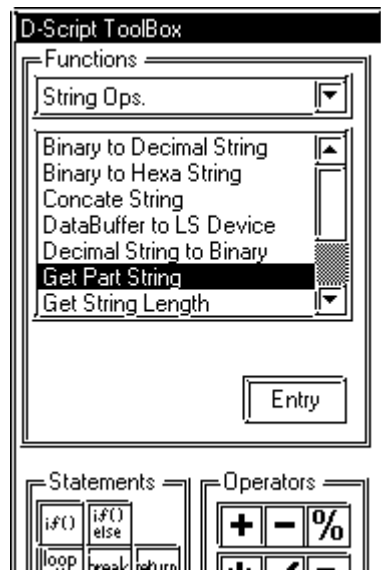 D-Script ToolBox
Functions
String Ops.
Binary to Decimal String
Binary to Hexa String
Concate String
DataBuffer to LS Device
Decimal String to Binary
Get Part String
Get String Length
Entry
Statements
Operators
if() if() else
+ - %
loop break return